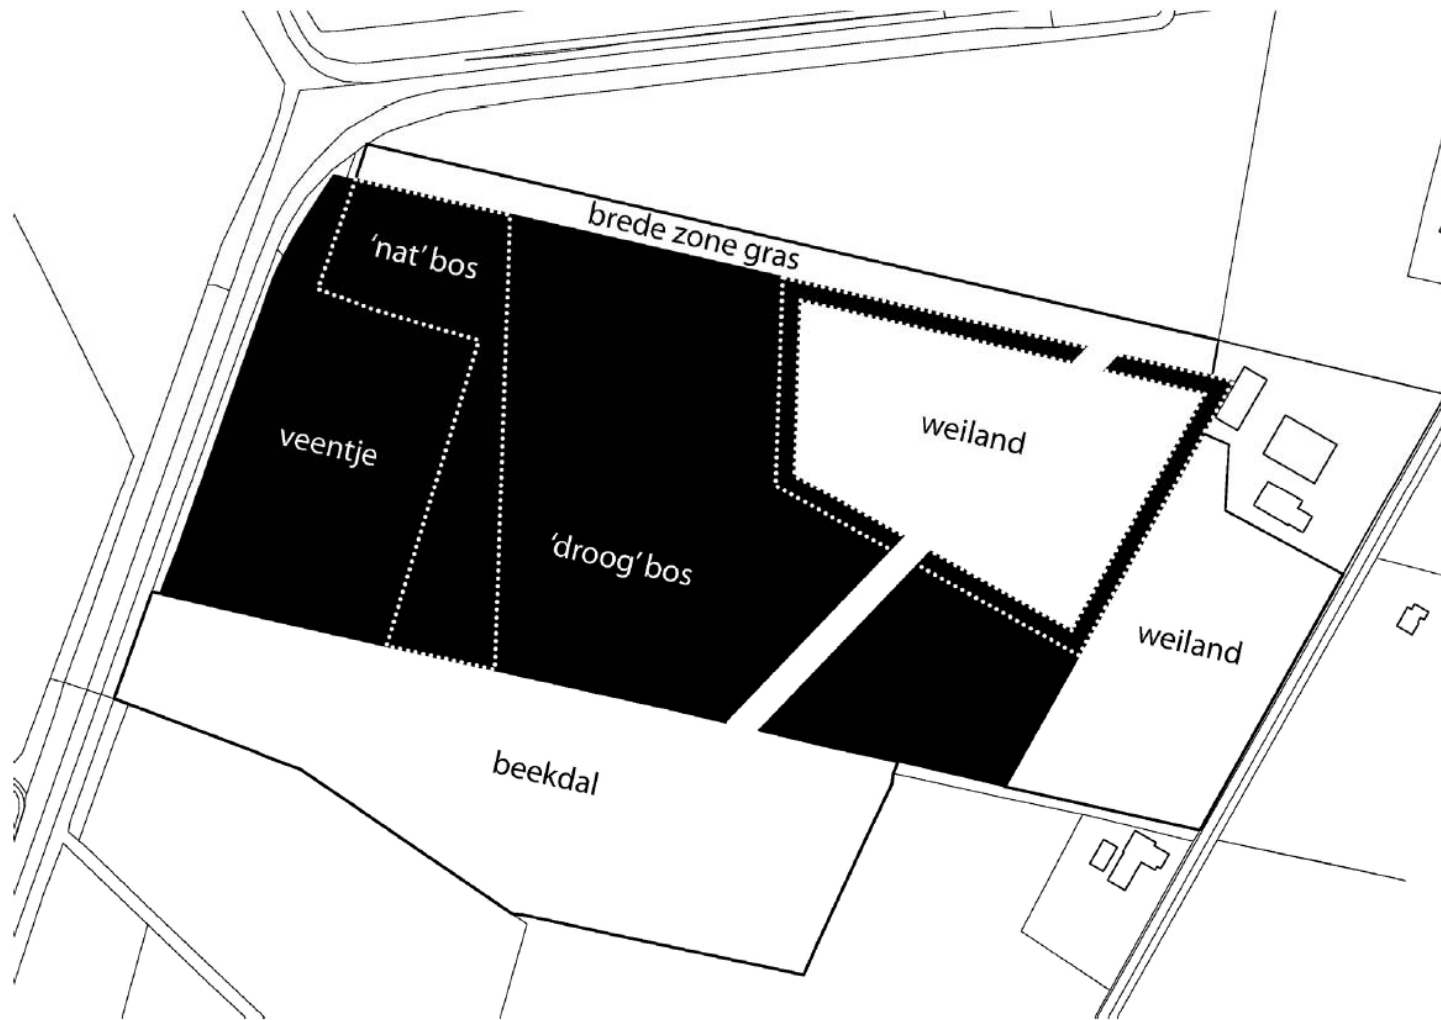 brede zone gras
‘nat’ bos
weiland
veentje
‘droog’ bos
weiland
beekdal